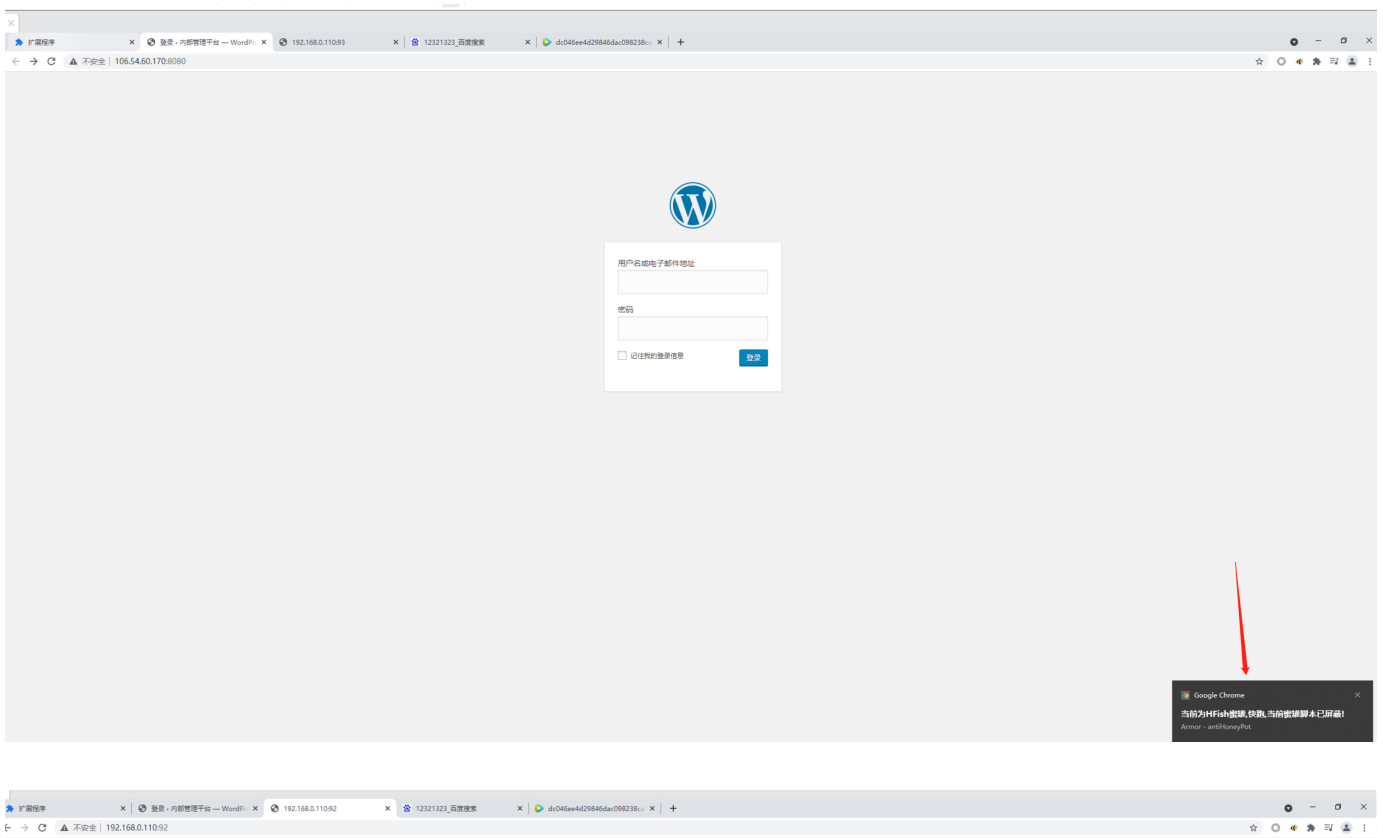 扩展程序 登录 ‹ 内部管理平台 — WordPr 192.168.0.110:93 12321323_百度搜索 dc046ee4d29846dac098238c
不安全 106.54.60.170:8080
用户名或电子邮件地址
密码
记住我的登录信息 登录
Google Chrome
当前为HFish蜜罐,快跑,当前蜜罐脚本已屏蔽!
Armor - antiHoneyPot
扩展程序 登录 ‹ 内部管理平台 — WordPr 192.168.0.110:92 12321323_百度搜索 dc046ee4d29846dac098238c
不安全 192.168.0.110:92